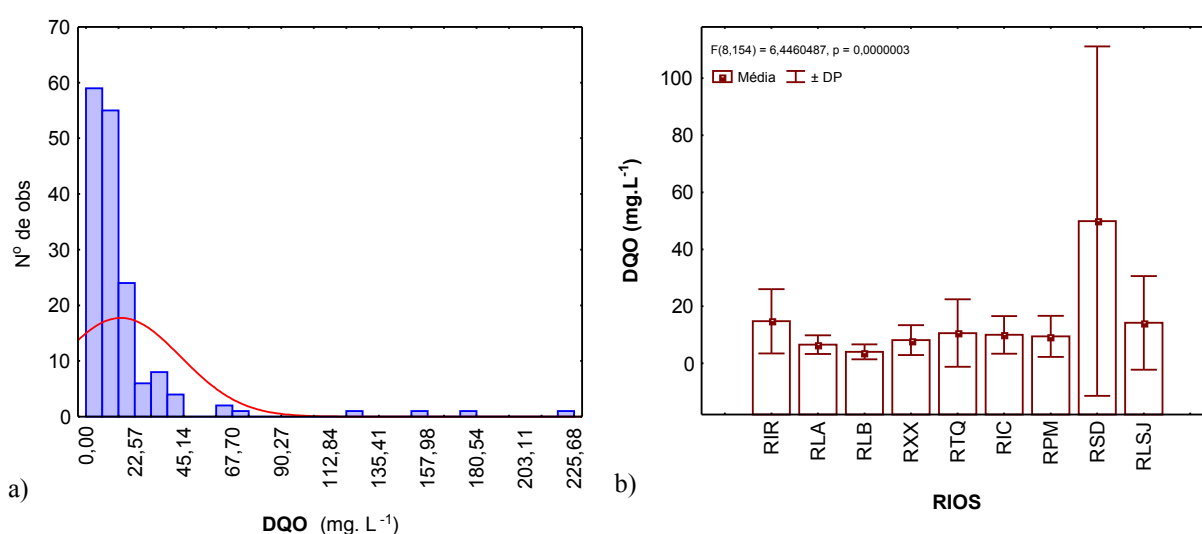 70
60
50
40
30
20
10
0
Nº de obs
0,00
22,57
45,14
67,70
90,27
112,84
135,41
157,98
180,54
203,11
225,68
DQO (mg. L⁻¹)
a)
F(8,154) = 6,4460487, p = 0,0000003
Média ± DP
100
80
60
40
20
0
DQO (mg.L⁻¹)
RIR
RLA
RLB
RXX
RTQ
RIC
RPM
RSD
RLSJ
RIOS
b)